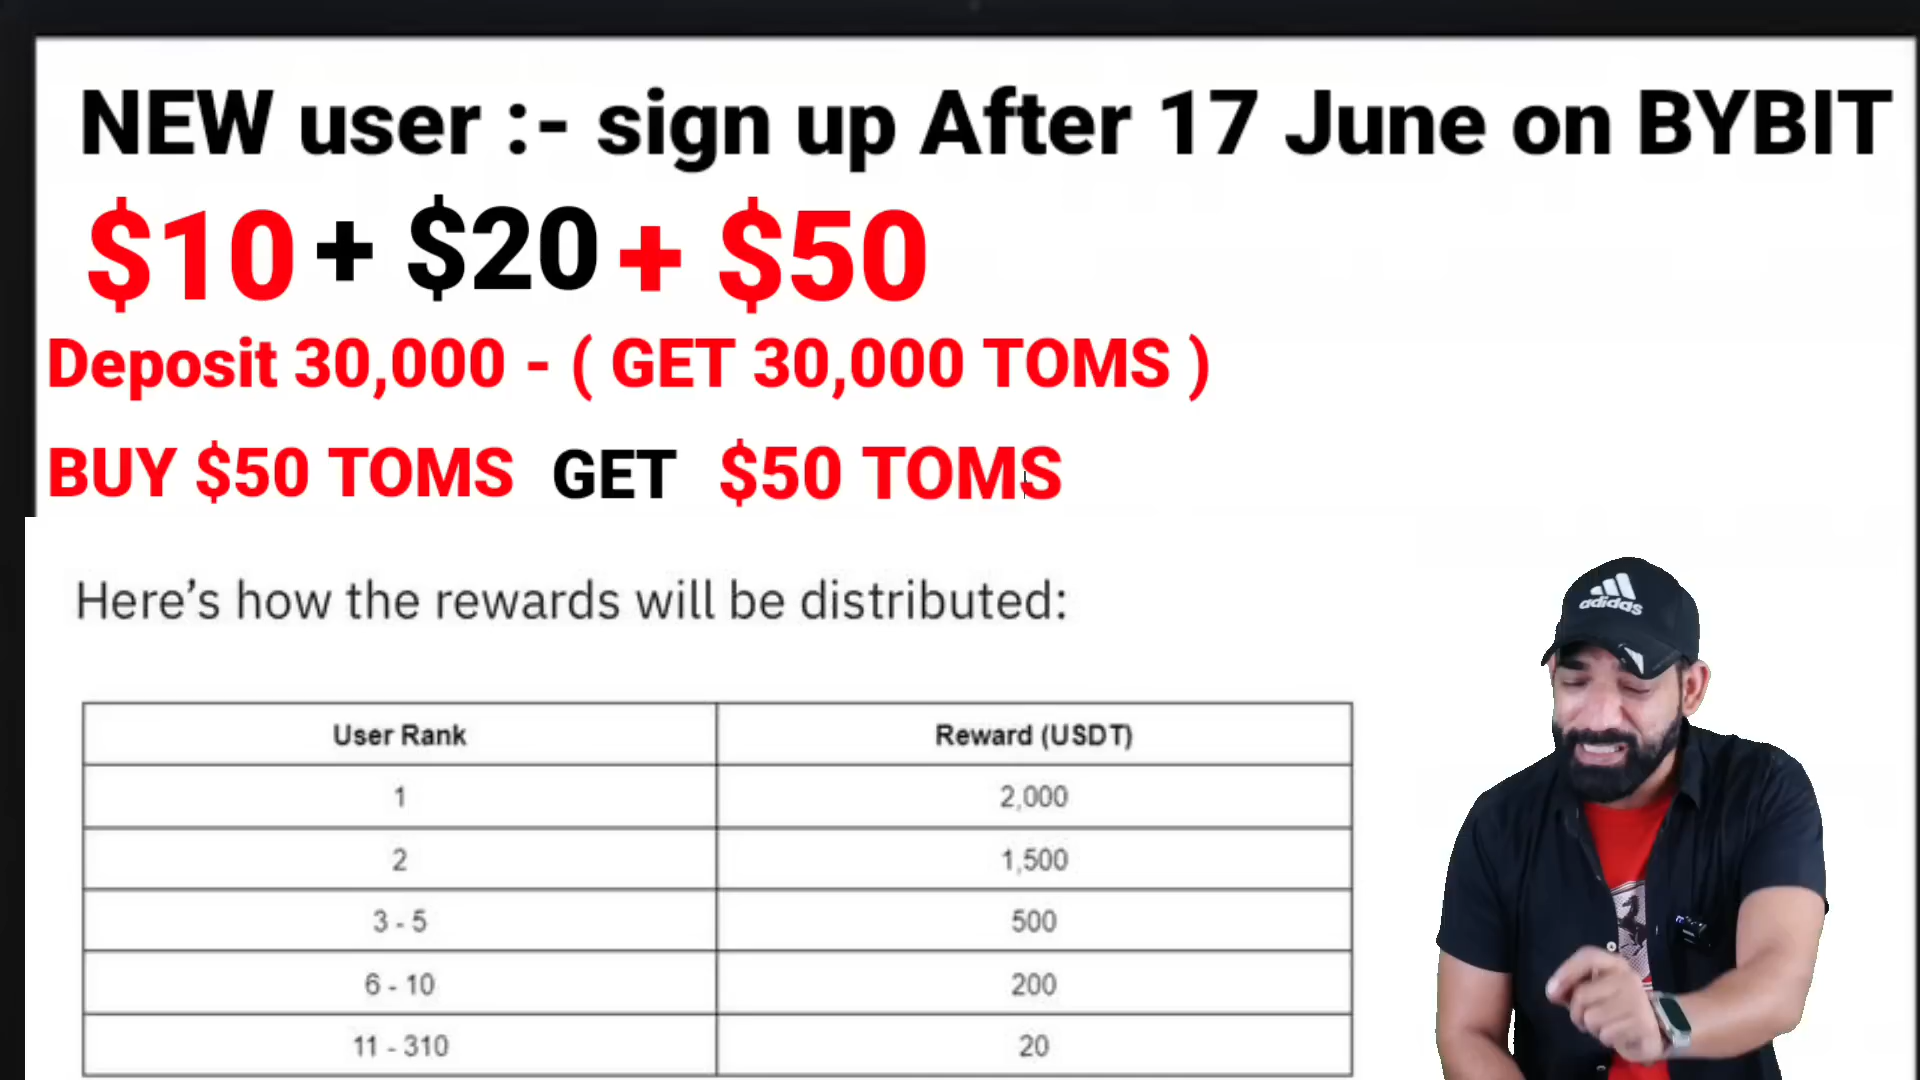 NEW user :- sign up After 17 June on BYBIT
$10 + $20 + $50
Deposit 30,000 - ( GET 30,000 TOMS )
BUY $50 TOMS GET $50 TOMS
Here's how the rewards will be distributed:
User Rank Reward (USDT)
1 2,000
2 1,500
3 - 5 500
6 - 10 200
11 - 310 20
adidas